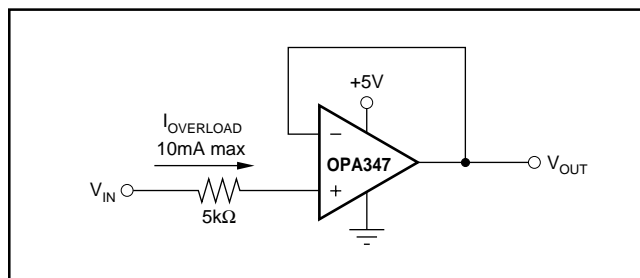 +5V
I_OVERLOAD
10mA max
−
OPA347
V_OUT
V_IN
+
5kΩ